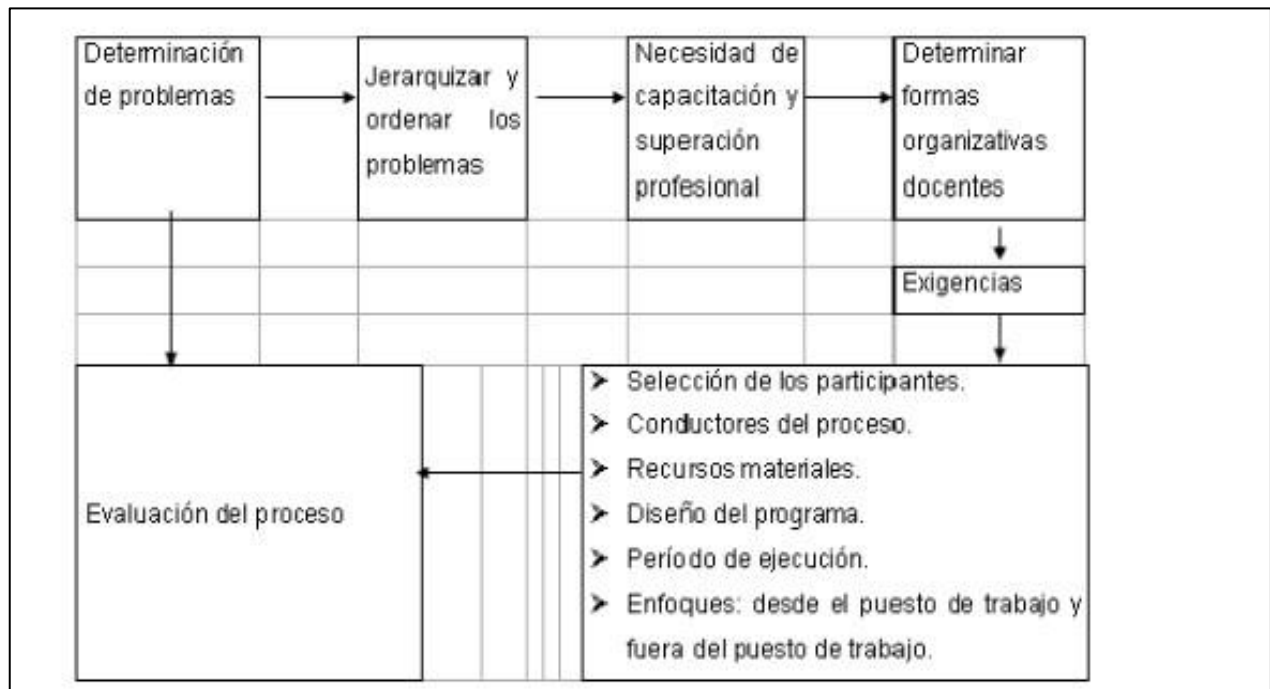 Determinación
de problemas
Jerarquizar y
ordenar los
problemas
Necesidad de
capacitación y
superación
profesional
Determinar
formas
organizativas
docentes
Exigencias
➤ Selección de los participantes.
➤ Conductores del proceso.
➤ Recursos materiales.
➤ Diseño del programa.
➤ Período de ejecución.
➤ Enfoques: desde el puesto de trabajo y
fuera del puesto de trabajo.
Evaluación del proceso